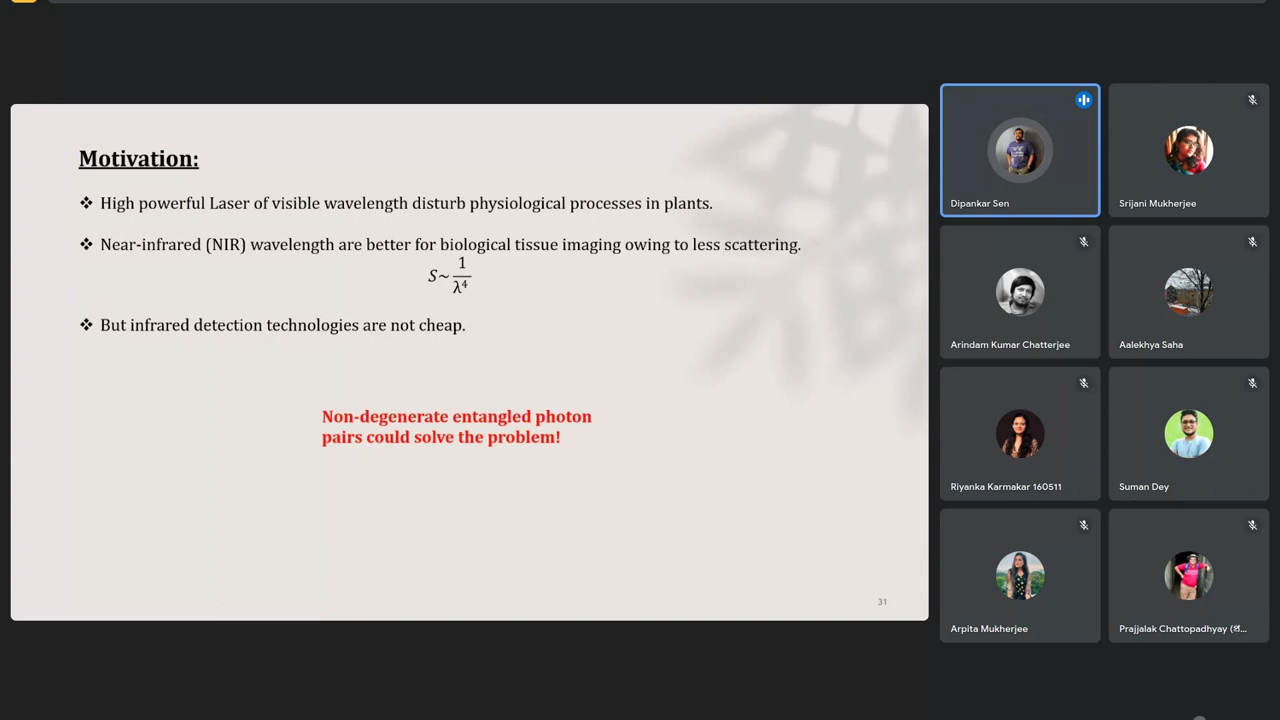 Motivation:
❖ High powerful Laser of visible wavelength disturb physiological processes in plants.
❖ Near-infrared (NIR) wavelength are better for biological tissue imaging owing to less scattering.
S~ 1/λ⁴
❖ But infrared detection technologies are not cheap.
Non-degenerate entangled photon
pairs could solve the problem!
31
Dipankar Sen
Srijani Mukherjee
Arindam Kumar Chatterjee
Aalekhya Saha
Riyanka Karmakar 160511
Suman Dey
Arpita Mukherjee
Prajjalak Chattopadhyay